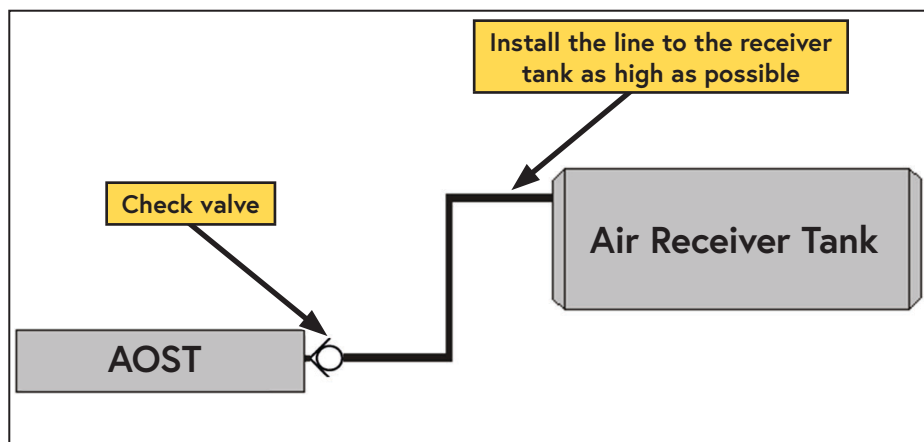 Install the line to the receiver
tank as high as possible
Check valve
Air Receiver Tank
AOST